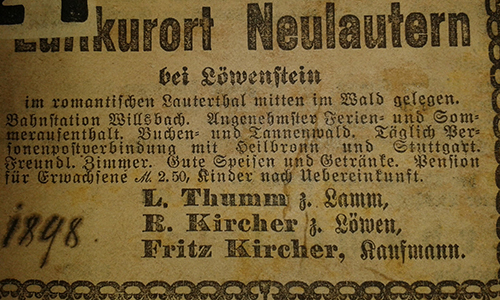 Luftkurort Neulautern
bei Löwenstein
im romantischen Lauterthal mitten im Wald gelegen.
Bahnstation Willsbach. Angenehmster Ferien- und Som-
meraufenthalt. Buchen- und Tannenwald. Täglich Per-
sonenpostverbindung mit Heilbronn und Stuttgart.
Freundl. Zimmer. Gute Speisen und Getränke. Pension
für Erwachsene M. 2.50, Kinder nach Uebereinkunft.
L. Thumm z. Lamm,
R. Kircher z. Löwen,
Fritz Kircher, Kaufmann.
1898.